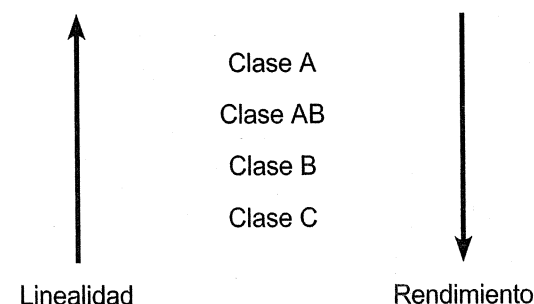 Clase A
Clase AB
Clase B
Clase C
Linealidad
Rendimiento